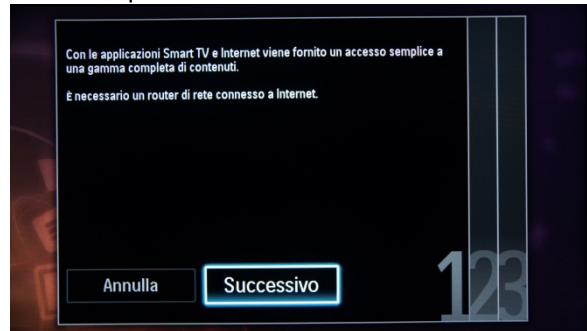 Con le applicazioni Smart TV e Internet viene fornito un accesso semplice a
una gamma completa di contenuti.
È necessario un router di rete connesso a Internet.
Annulla
Successivo
123